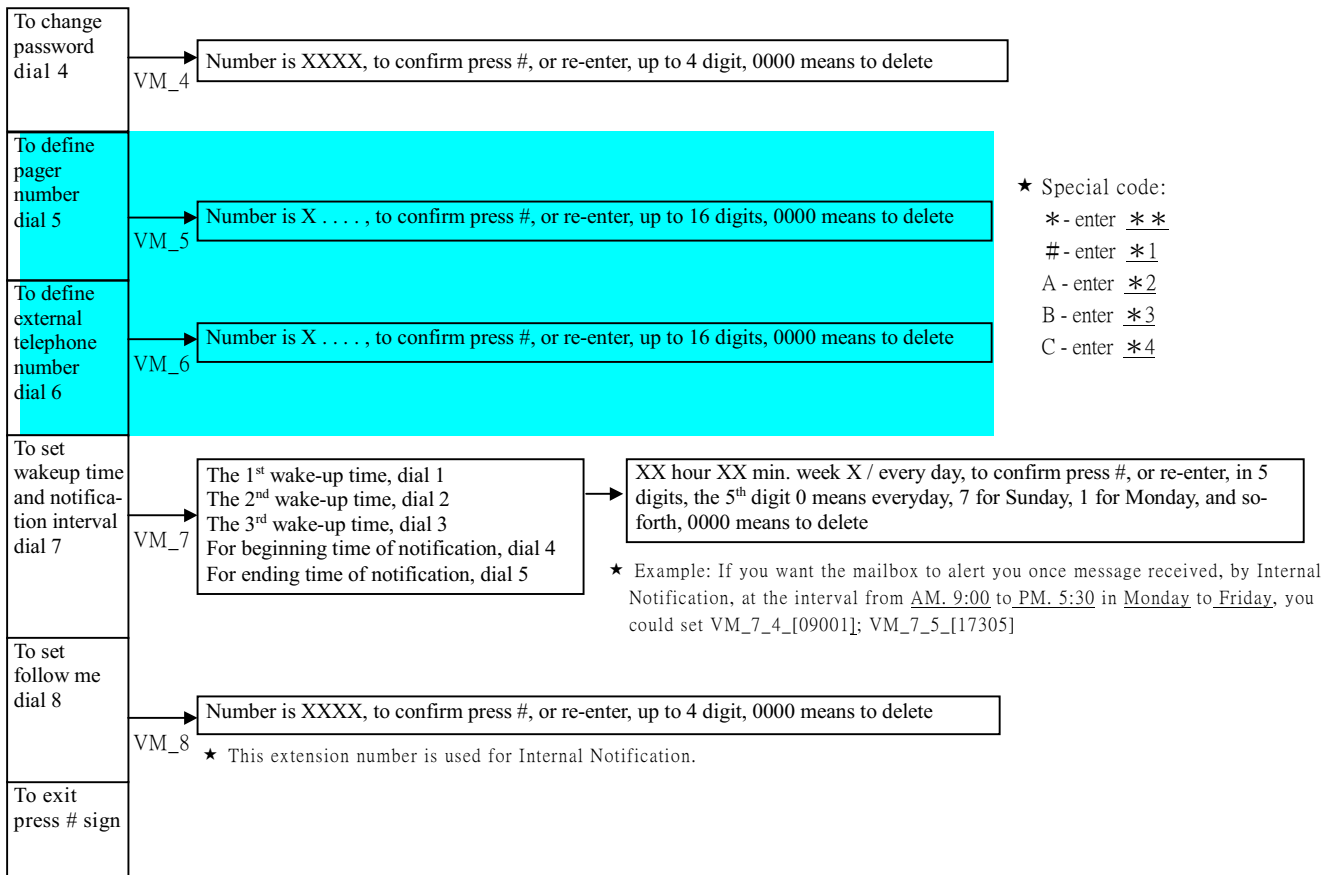 To change
password
dial 4
VM_4
Number is XXXX, to confirm press #, or re-enter, up to 4 digit, 0000 means to delete
To define
pager
number
dial 5
VM_5
Number is X . . . . , to confirm press #, or re-enter, up to 16 digits, 0000 means to delete
★ Special code:
＊- enter ＊＊
＃- enter ＊1
A - enter ＊2
B - enter ＊3
C - enter ＊4
To define
external
telephone
number
dial 6
VM_6
Number is X . . . . , to confirm press #, or re-enter, up to 16 digits, 0000 means to delete
To set
wakeup time
and notifica-
tion interval
dial 7
VM_7
The 1st wake-up time, dial 1
The 2nd wake-up time, dial 2
The 3rd wake-up time, dial 3
For beginning time of notification, dial 4
For ending time of notification, dial 5
XX hour XX min. week X / every day, to confirm press #, or re-enter, in 5
digits, the 5th digit 0 means everyday, 7 for Sunday, 1 for Monday, and so-
forth, 0000 means to delete
★ Example: If you want the mailbox to alert you once message received, by Internal
Notification, at the interval from AM. 9:00 to PM. 5:30 in Monday to Friday, you
could set VM_7_4_[09001]; VM_7_5_[17305]
To set
follow me
dial 8
VM_8
Number is XXXX, to confirm press #, or re-enter, up to 4 digit, 0000 means to delete
★ This extension number is used for Internal Notification.
To exit
press # sign